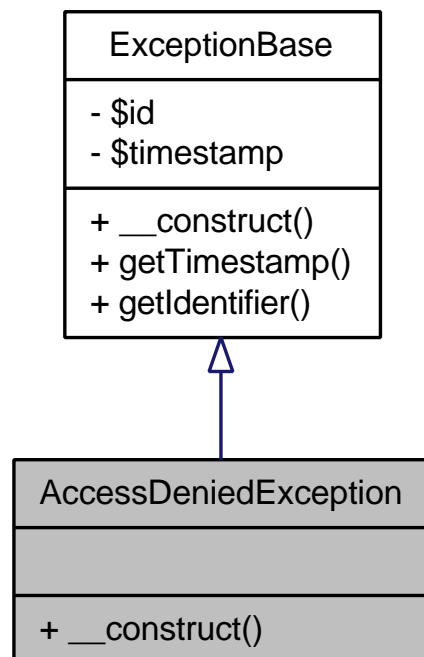 ExceptionBase
- $id
- $timestamp
+ __construct()
+ getTimestamp()
+ getIdentifier()
AccessDeniedException
+ __construct()